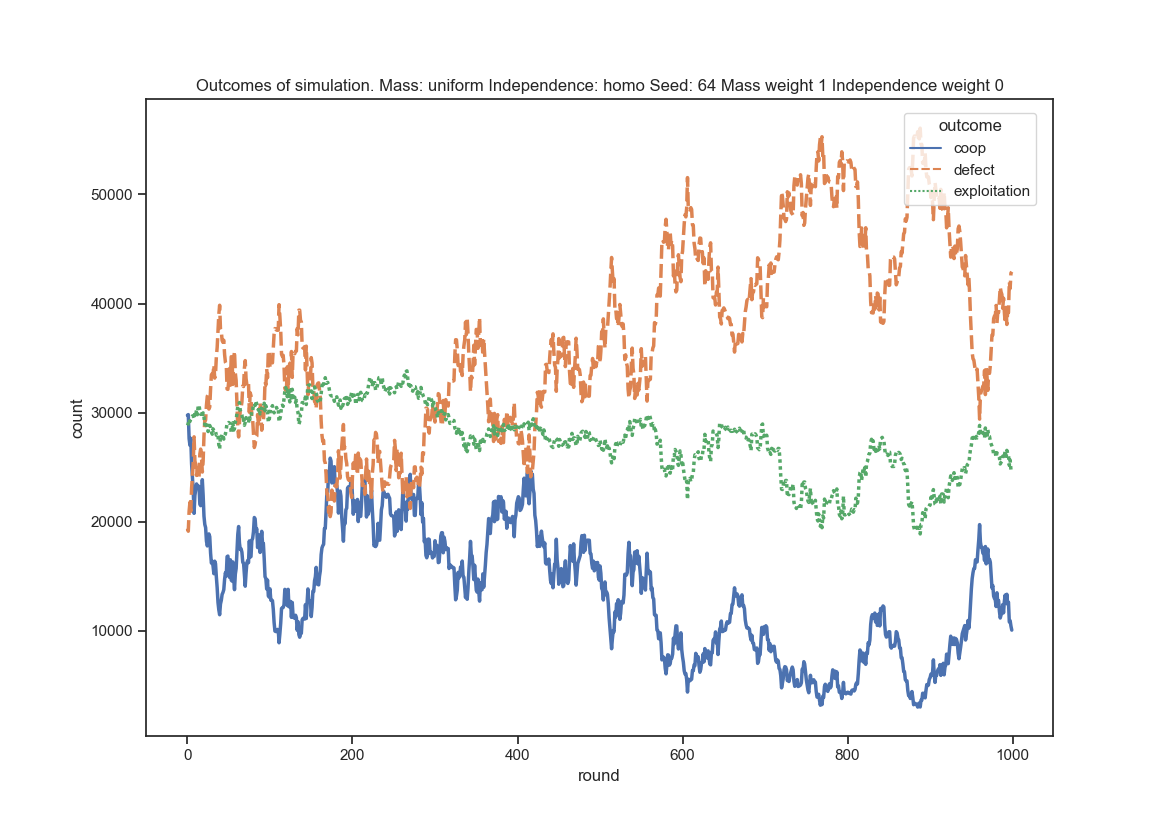 Outcomes of simulation. Mass: uniform Independence: homo Seed: 64 Mass weight 1 Independence weight 0
outcome
coop
defect
exploitation
50000
40000
30000
20000
10000
count
0 200 400 600 800 1000
round